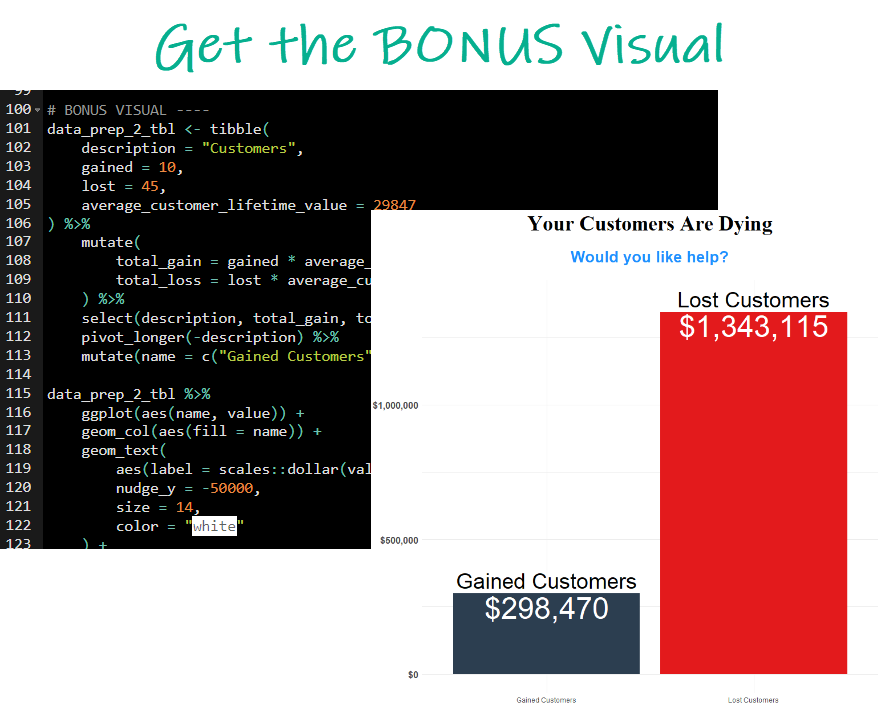 Get the BONUS Visual
99
100 # BONUS VISUAL ----
101 data_prep_2_tbl <- tibble(
102     description = "Customers",
103     gained = 10,
104     lost = 45,
105     average_customer_lifetime_value = 29847
106 ) %>%
107     mutate(
108         total_gain = gained * average_
109         total_loss = lost * average_cu
110     ) %>%
111     select(description, total_gain, to
112     pivot_longer(-description) %>%
113     mutate(name = c("Gained Customers"
114
115 data_prep_2_tbl %>%
116     ggplot(aes(name, value)) +
117     geom_col(aes(fill = name)) +
118     geom_text(
119         aes(label = scales::dollar(val
120         nudge_y = -50000,
121         size = 14,
122         color = "white"
123     ) +
Your Customers Are Dying
Would you like help?
Lost Customers
$1,343,115
$1,000,000
$500,000
Gained Customers
$298,470
$0
Gained Customers
Lost Customers